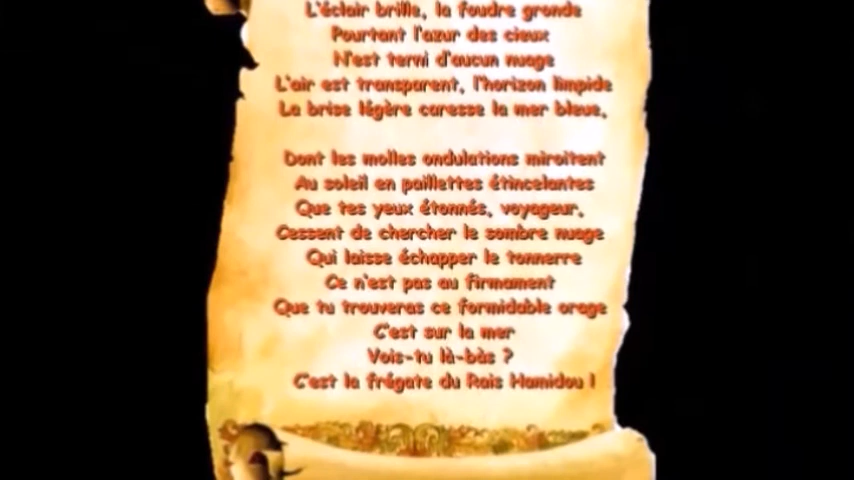 L'éclair brille, la foudre gronde
Pourtant l'azur des cieux
N'est terni d'aucun nuage
L'air est transparent, l'horizon limpide
La brise légère caresse la mer bleue,
Dont les molles ondulations miroitent
Au soleil en paillettes étincelantes
Que tes yeux étonnés, voyageur,
Cessent de chercher le sombre nuage
Qui laisse échapper le tonnerre
Ce n'est pas au firmament
Que tu trouveras ce formidable orage
C'est sur la mer
Vois-tu là-bàs ?
C'est la frégate du Rais Hamidou !